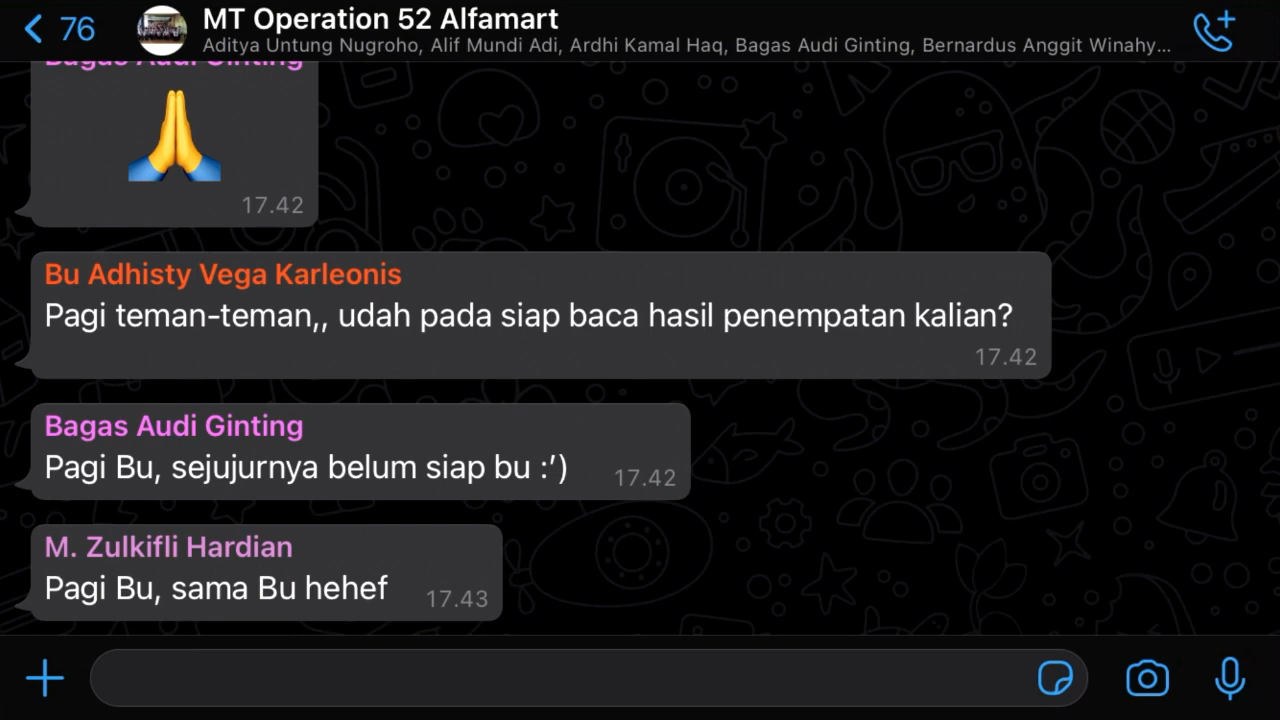 76
MT Operation 52 Alfamart
Aditya Untung Nugroho, Alif Mundi Adi, Ardhi Kamal Haq, Bagas Audi Ginting, Bernardus Anggit Winahy...
Bagas Audi Ginting
17.42
Bu Adhisty Vega Karleonis
Pagi teman-teman,, udah pada siap baca hasil penempatan kalian?
17.42
Bagas Audi Ginting
Pagi Bu, sejujurnya belum siap bu :’) 17.42
M. Zulkifli Hardian
Pagi Bu, sama Bu hehef 17.43